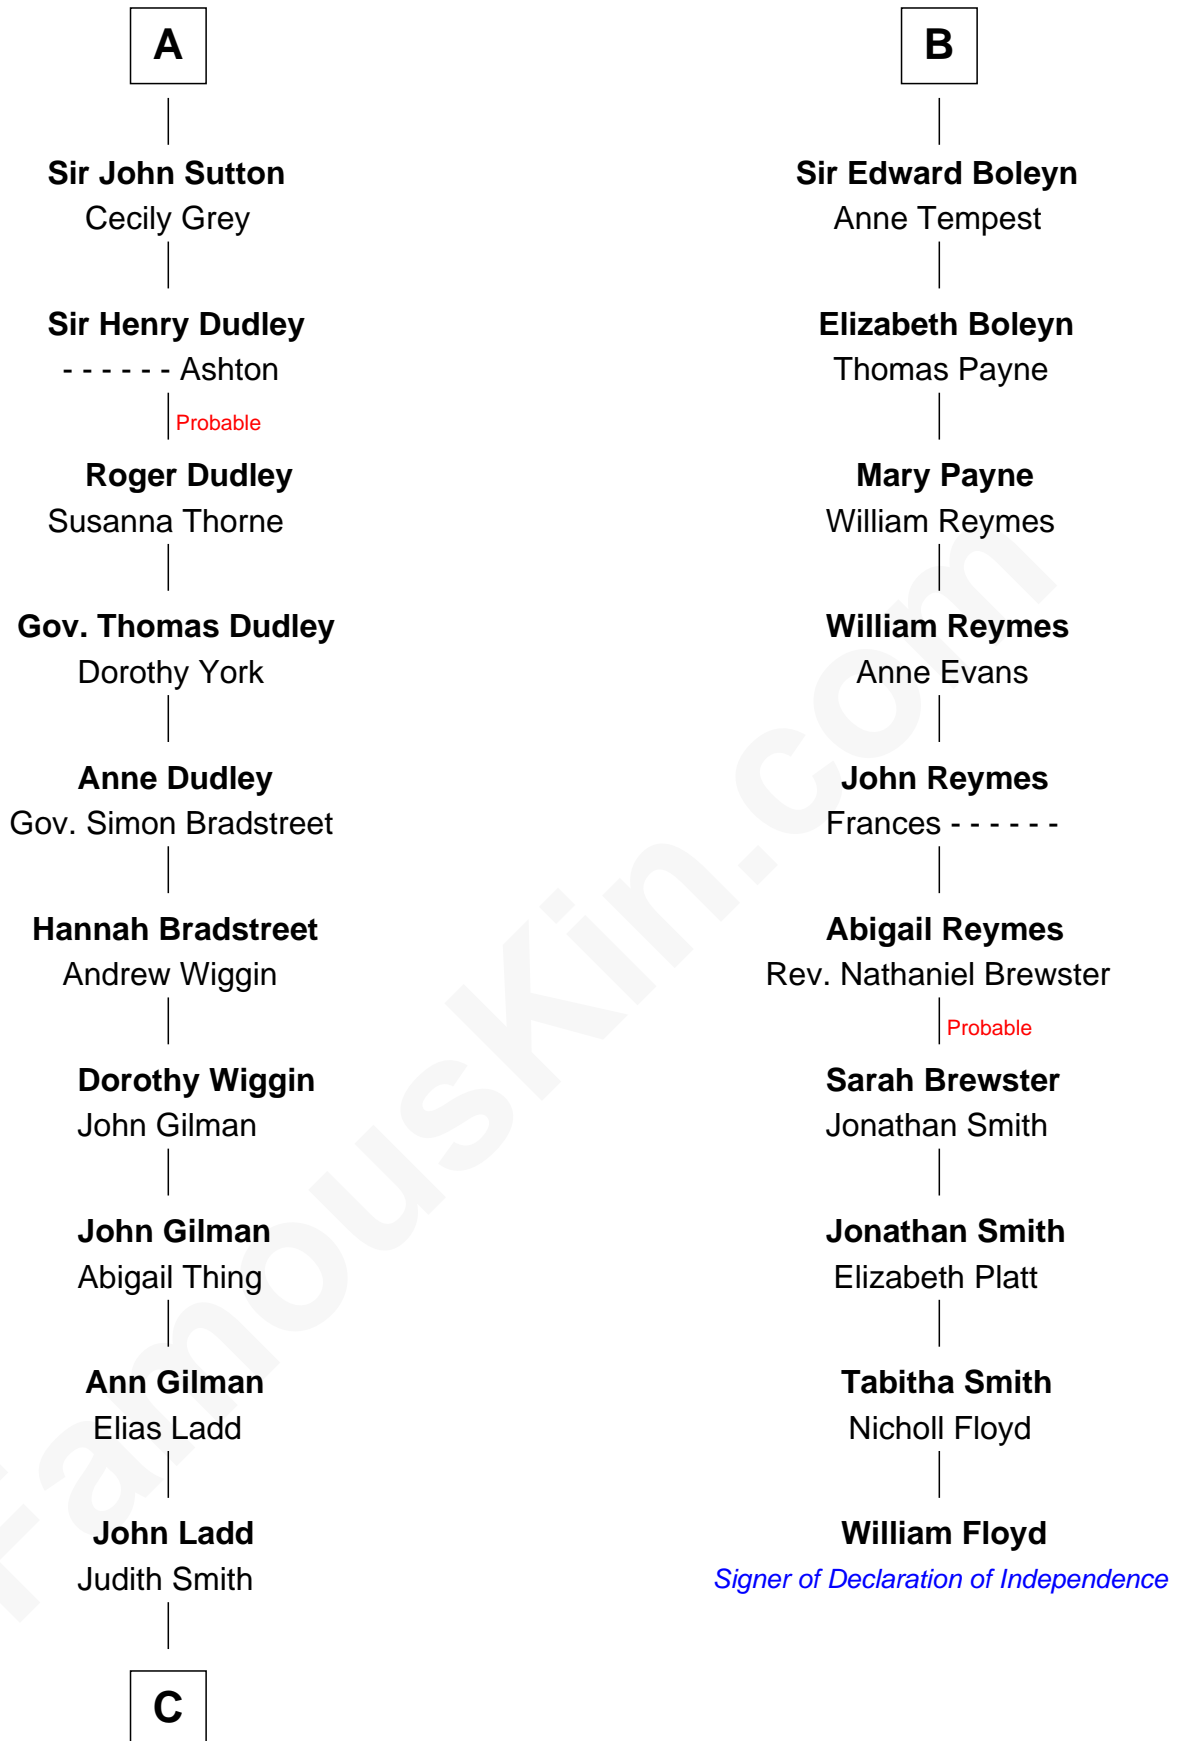 A
Sir John Sutton
Cecily Grey
Sir Henry Dudley
- - - - - - Ashton
Probable
Roger Dudley
Susanna Thorne
Gov. Thomas Dudley
Dorothy York
Anne Dudley
Gov. Simon Bradstreet
Hannah Bradstreet
Andrew Wiggin
Dorothy Wiggin
John Gilman
John Gilman
Abigail Thing
Ann Gilman
Elias Ladd
John Ladd
Judith Smith
C
B
Sir Edward Boleyn
Anne Tempest
Elizabeth Boleyn
Thomas Payne
Mary Payne
William Reymes
William Reymes
Anne Evans
John Reymes
Frances - - - - - -
Abigail Reymes
Rev. Nathaniel Brewster
Probable
Sarah Brewster
Jonathan Smith
Jonathan Smith
Elizabeth Platt
Tabitha Smith
Nicholl Floyd
William Floyd
Signer of Declaration of Independence
FamousKin.com